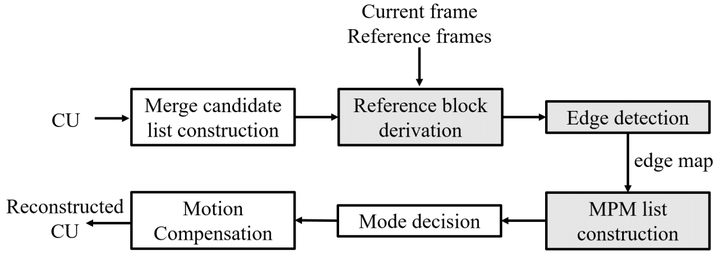 Current frame
Reference frames
CU
Merge candidate
list construction
Reference block
derivation
Edge detection
edge map
MPM list
construction
Mode decision
Motion
Compensation
Reconstructed
CU